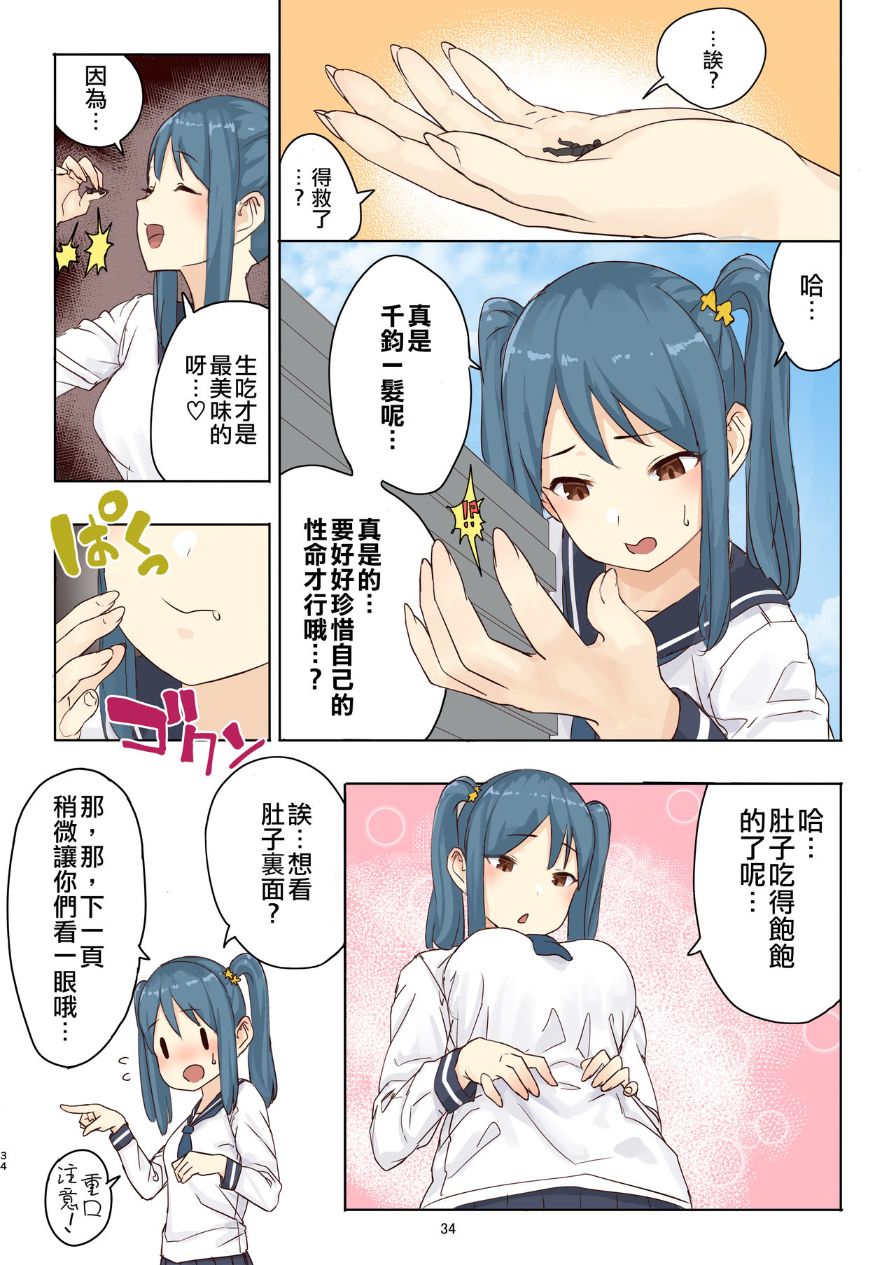 …誒?
得救了
…?
哈…
真是
千鈞一髮呢…
真是的…
要好好珍惜自己的
性命才行哦…?
因為…
生吃才是
最美味的
呀…♡
ぱくっ
ゴクン
哈…
肚子吃得飽飽
的了呢…
誒…想看
肚子裏面?
那,那,下一頁
稍微讓你們看一眼哦…
重口
注意!
34
34